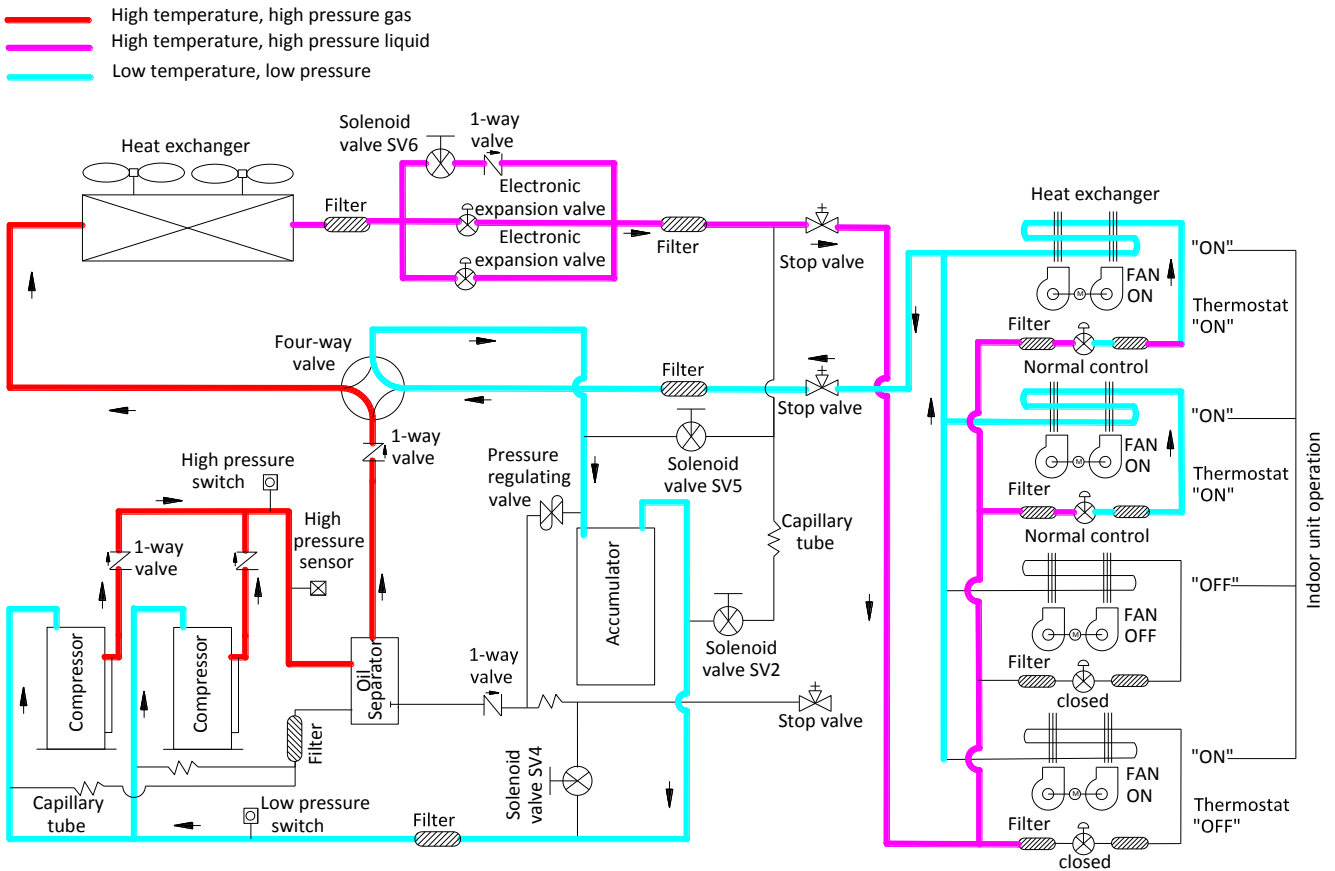 High temperature, high pressure gas
High temperature, high pressure liquid
Low temperature, low pressure
Heat exchanger
Solenoid
valve SV6
1-way
valve
Filter
Electronic
expansion valve
Electronic
expansion valve
Filter
Stop valve
Four-way
valve
Filter
Stop valve
1-way
valve
High pressure
switch
High
pressure
sensor
1-way
valve
Pressure
regulating
valve
Solenoid
valve SV5
Capillary
tube
Accumulator
Solenoid
valve SV2
Compressor
Compressor
Oil
Separator
1-way
valve
Stop valve
Filter
Solenoid
valve SV4
Capillary
tube
Low pressure
switch
Filter
Heat exchanger
"ON"
FAN
ON
M
Thermostat
"ON"
Filter
Normal control
"ON"
FAN
ON
M
Thermostat
"ON"
Filter
Normal control
"OFF"
FAN
OFF
M
Filter
closed
"ON"
FAN
ON
M
Thermostat
"OFF"
Filter
closed
Indoor unit operation